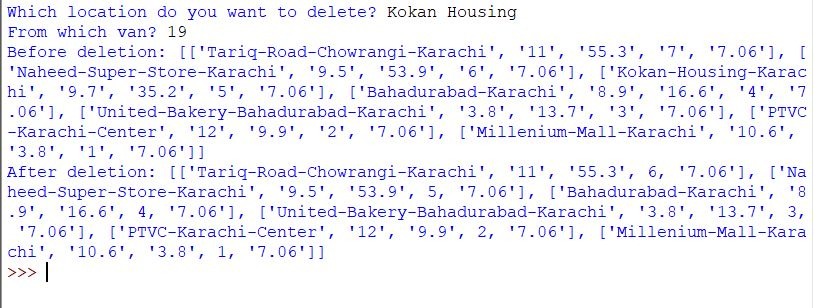 Which location do you want to delete? Kokan Housing
From which van? 19
Before deletion: [['Tariq-Road-Chowrangi-Karachi', '11', '55.3', '7', '7.06'], [
'Naheed-Super-Store-Karachi', '9.5', '53.9', '6', '7.06'], ['Kokan-Housing-Karac
hi', '9.7', '35.2', '5', '7.06'], ['Bahadurabad-Karachi', '8.9', '16.6', '4', '7
.06'], ['United-Bakery-Bahadurabad-Karachi', '3.8', '13.7', '3', '7.06'], ['PTVC
-Karachi-Center', '12', '9.9', '2', '7.06'], ['Millenium-Mall-Karachi', '10.6',
'3.8', '1', '7.06']]
After deletion: [['Tariq-Road-Chowrangi-Karachi', '11', '55.3', 6, '7.06'], ['Na
heed-Super-Store-Karachi', '9.5', '53.9', 5, '7.06'], ['Bahadurabad-Karachi', '8
.9', '16.6', 4, '7.06'], ['United-Bakery-Bahadurabad-Karachi', '3.8', '13.7', 3,
'7.06'], ['PTVC-Karachi-Center', '12', '9.9', 2, '7.06'], ['Millenium-Mall-Kara
chi', '10.6', '3.8', 1, '7.06']]
>>>